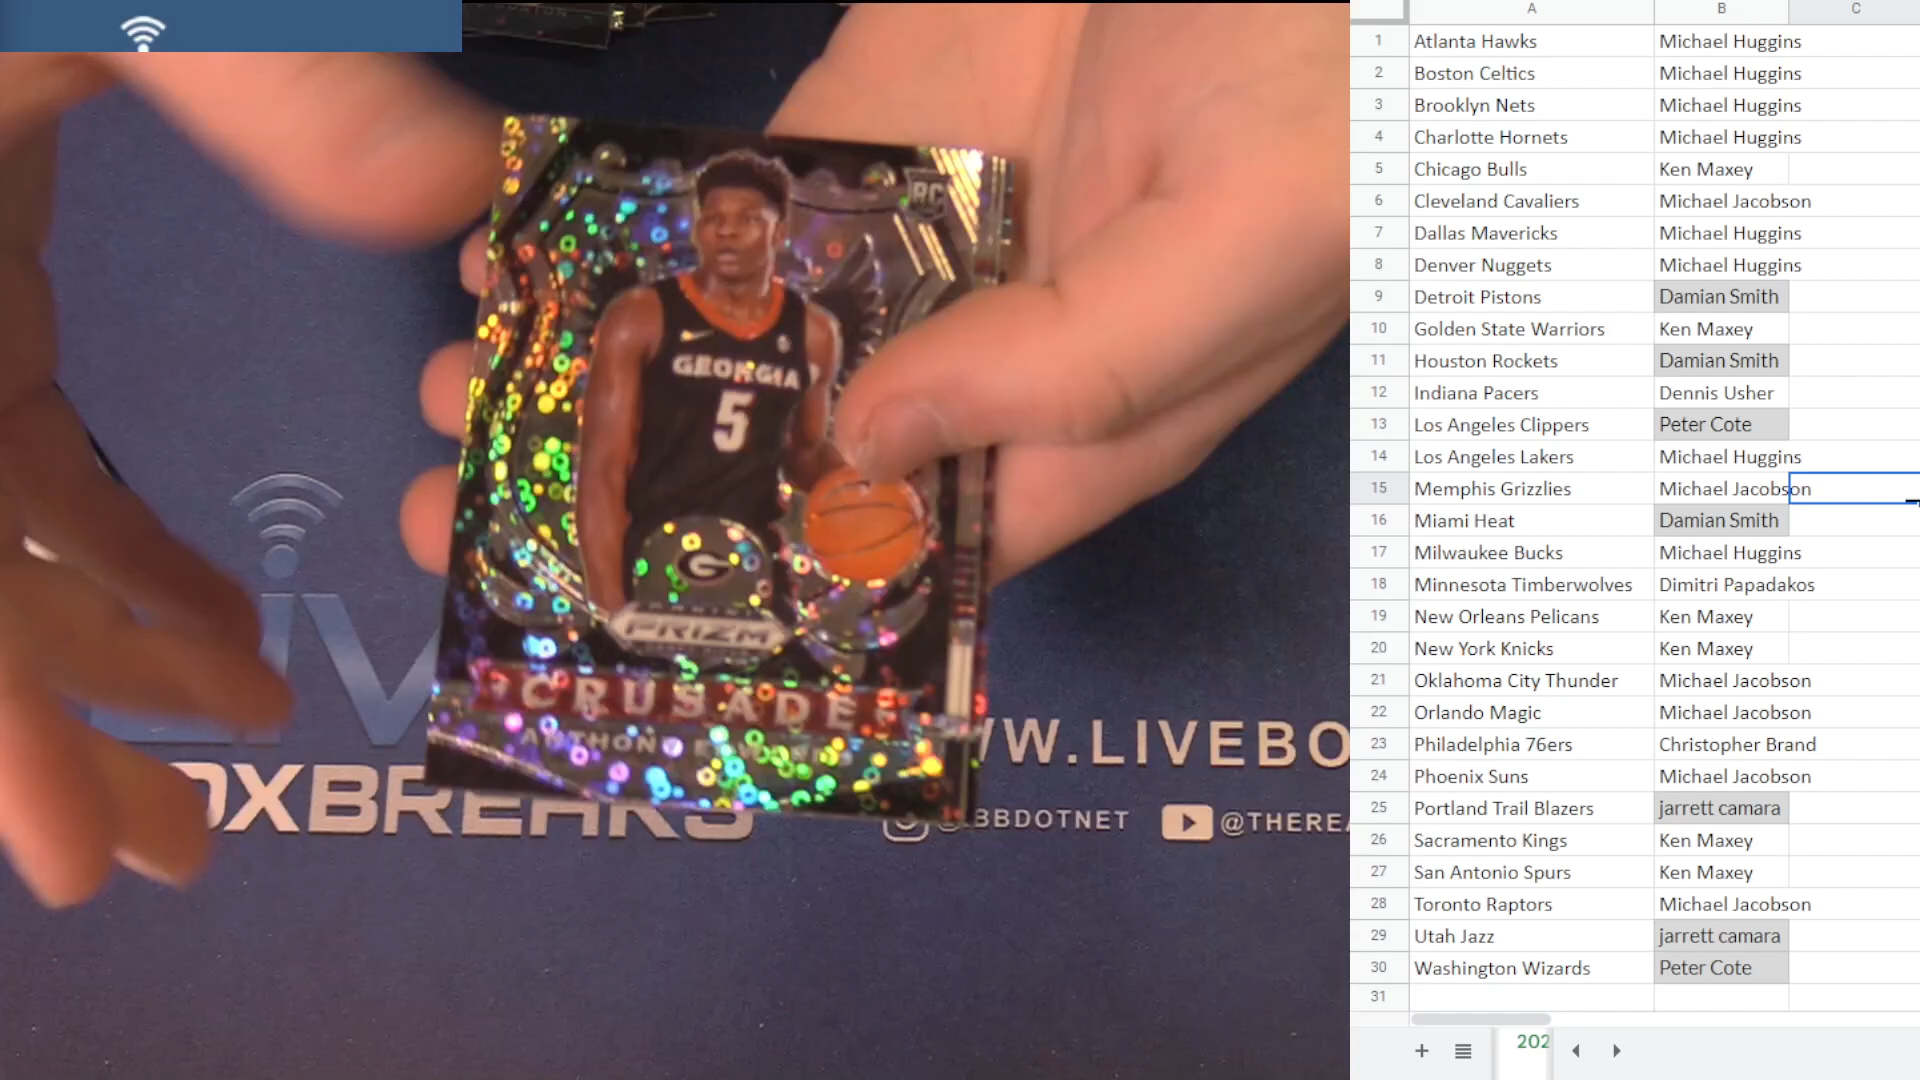 RC
GEORGIA
5
G
PRIZM
CRUSADE
ANTHONY
LIV
OXBREAKS
WW.LIVEBO
BBDOTNET
@THEREA
A B C
1 Atlanta Hawks Michael Huggins
2 Boston Celtics Michael Huggins
3 Brooklyn Nets Michael Huggins
4 Charlotte Hornets Michael Huggins
5 Chicago Bulls Ken Maxey
6 Cleveland Cavaliers Michael Jacobson
7 Dallas Mavericks Michael Huggins
8 Denver Nuggets Michael Huggins
9 Detroit Pistons Damian Smith
10 Golden State Warriors Ken Maxey
11 Houston Rockets Damian Smith
12 Indiana Pacers Dennis Usher
13 Los Angeles Clippers Peter Cote
14 Los Angeles Lakers Michael Huggins
15 Memphis Grizzlies Michael Jacobson
16 Miami Heat Damian Smith
17 Milwaukee Bucks Michael Huggins
18 Minnesota Timberwolves Dimitri Papadakos
19 New Orleans Pelicans Ken Maxey
20 New York Knicks Ken Maxey
21 Oklahoma City Thunder Michael Jacobson
22 Orlando Magic Michael Jacobson
23 Philadelphia 76ers Christopher Brand
24 Phoenix Suns Michael Jacobson
25 Portland Trail Blazers jarrett camara
26 Sacramento Kings Ken Maxey
27 San Antonio Spurs Ken Maxey
28 Toronto Raptors Michael Jacobson
29 Utah Jazz jarrett camara
30 Washington Wizards Peter Cote
31
202